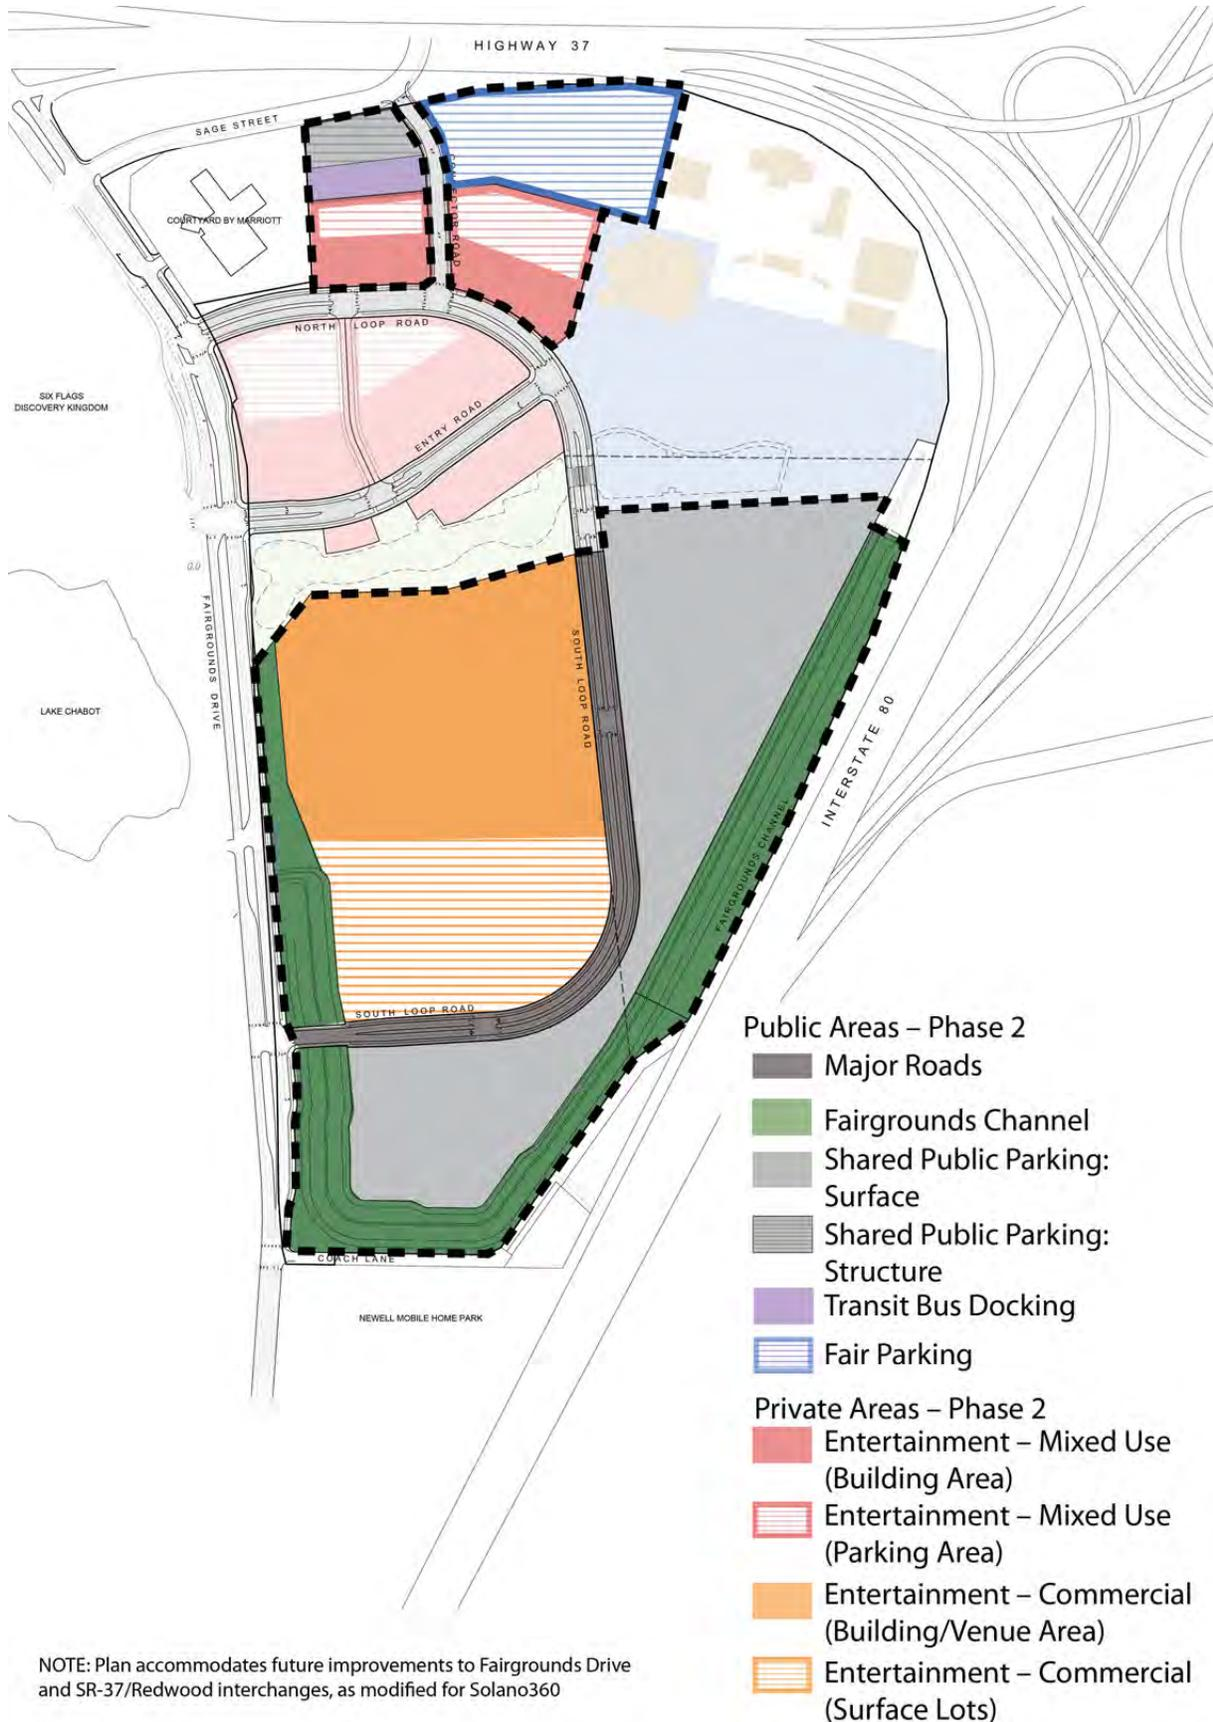 HIGHWAY 37
SAGE STREET
COURTYARD BY MARRIOTT
NORTH LOOP ROAD
SIX FLAGS
DISCOVERY KINGDOM
ENTRY ROAD
0.0
FAIRGROUNDS DRIVE
SOUTH LOOP ROAD
LAKE CHABOT
INTERSTATE 80
FAIRGROUNDS CHANNEL
SOUTH LOOP ROAD
COACH LANE
NEWELL MOBILE HOME PARK
Public Areas – Phase 2
Major Roads
Fairgrounds Channel
Shared Public Parking:
Surface
Shared Public Parking:
Structure
Transit Bus Docking
Fair Parking
Private Areas – Phase 2
Entertainment – Mixed Use
(Building Area)
Entertainment – Mixed Use
(Parking Area)
Entertainment – Commercial
(Building/Venue Area)
Entertainment – Commercial
(Surface Lots)
NOTE: Plan accommodates future improvements to Fairgrounds Drive
and SR-37/Redwood interchanges, as modified for Solano360